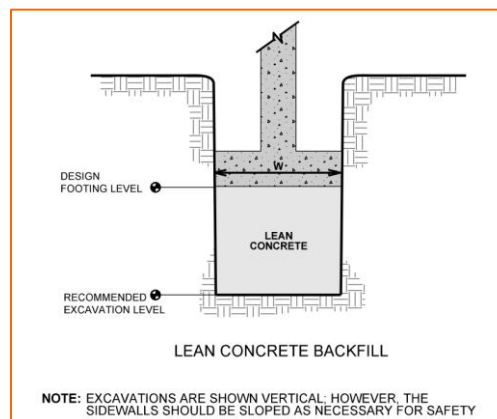 W
DESIGN
FOOTING LEVEL
LEAN
CONCRETE
RECOMMENDED
EXCAVATION LEVEL
LEAN CONCRETE BACKFILL
NOTE: EXCAVATIONS ARE SHOWN VERTICAL; HOWEVER, THE
SIDEWALLS SHOULD BE SLOPED AS NECESSARY FOR SAFETY